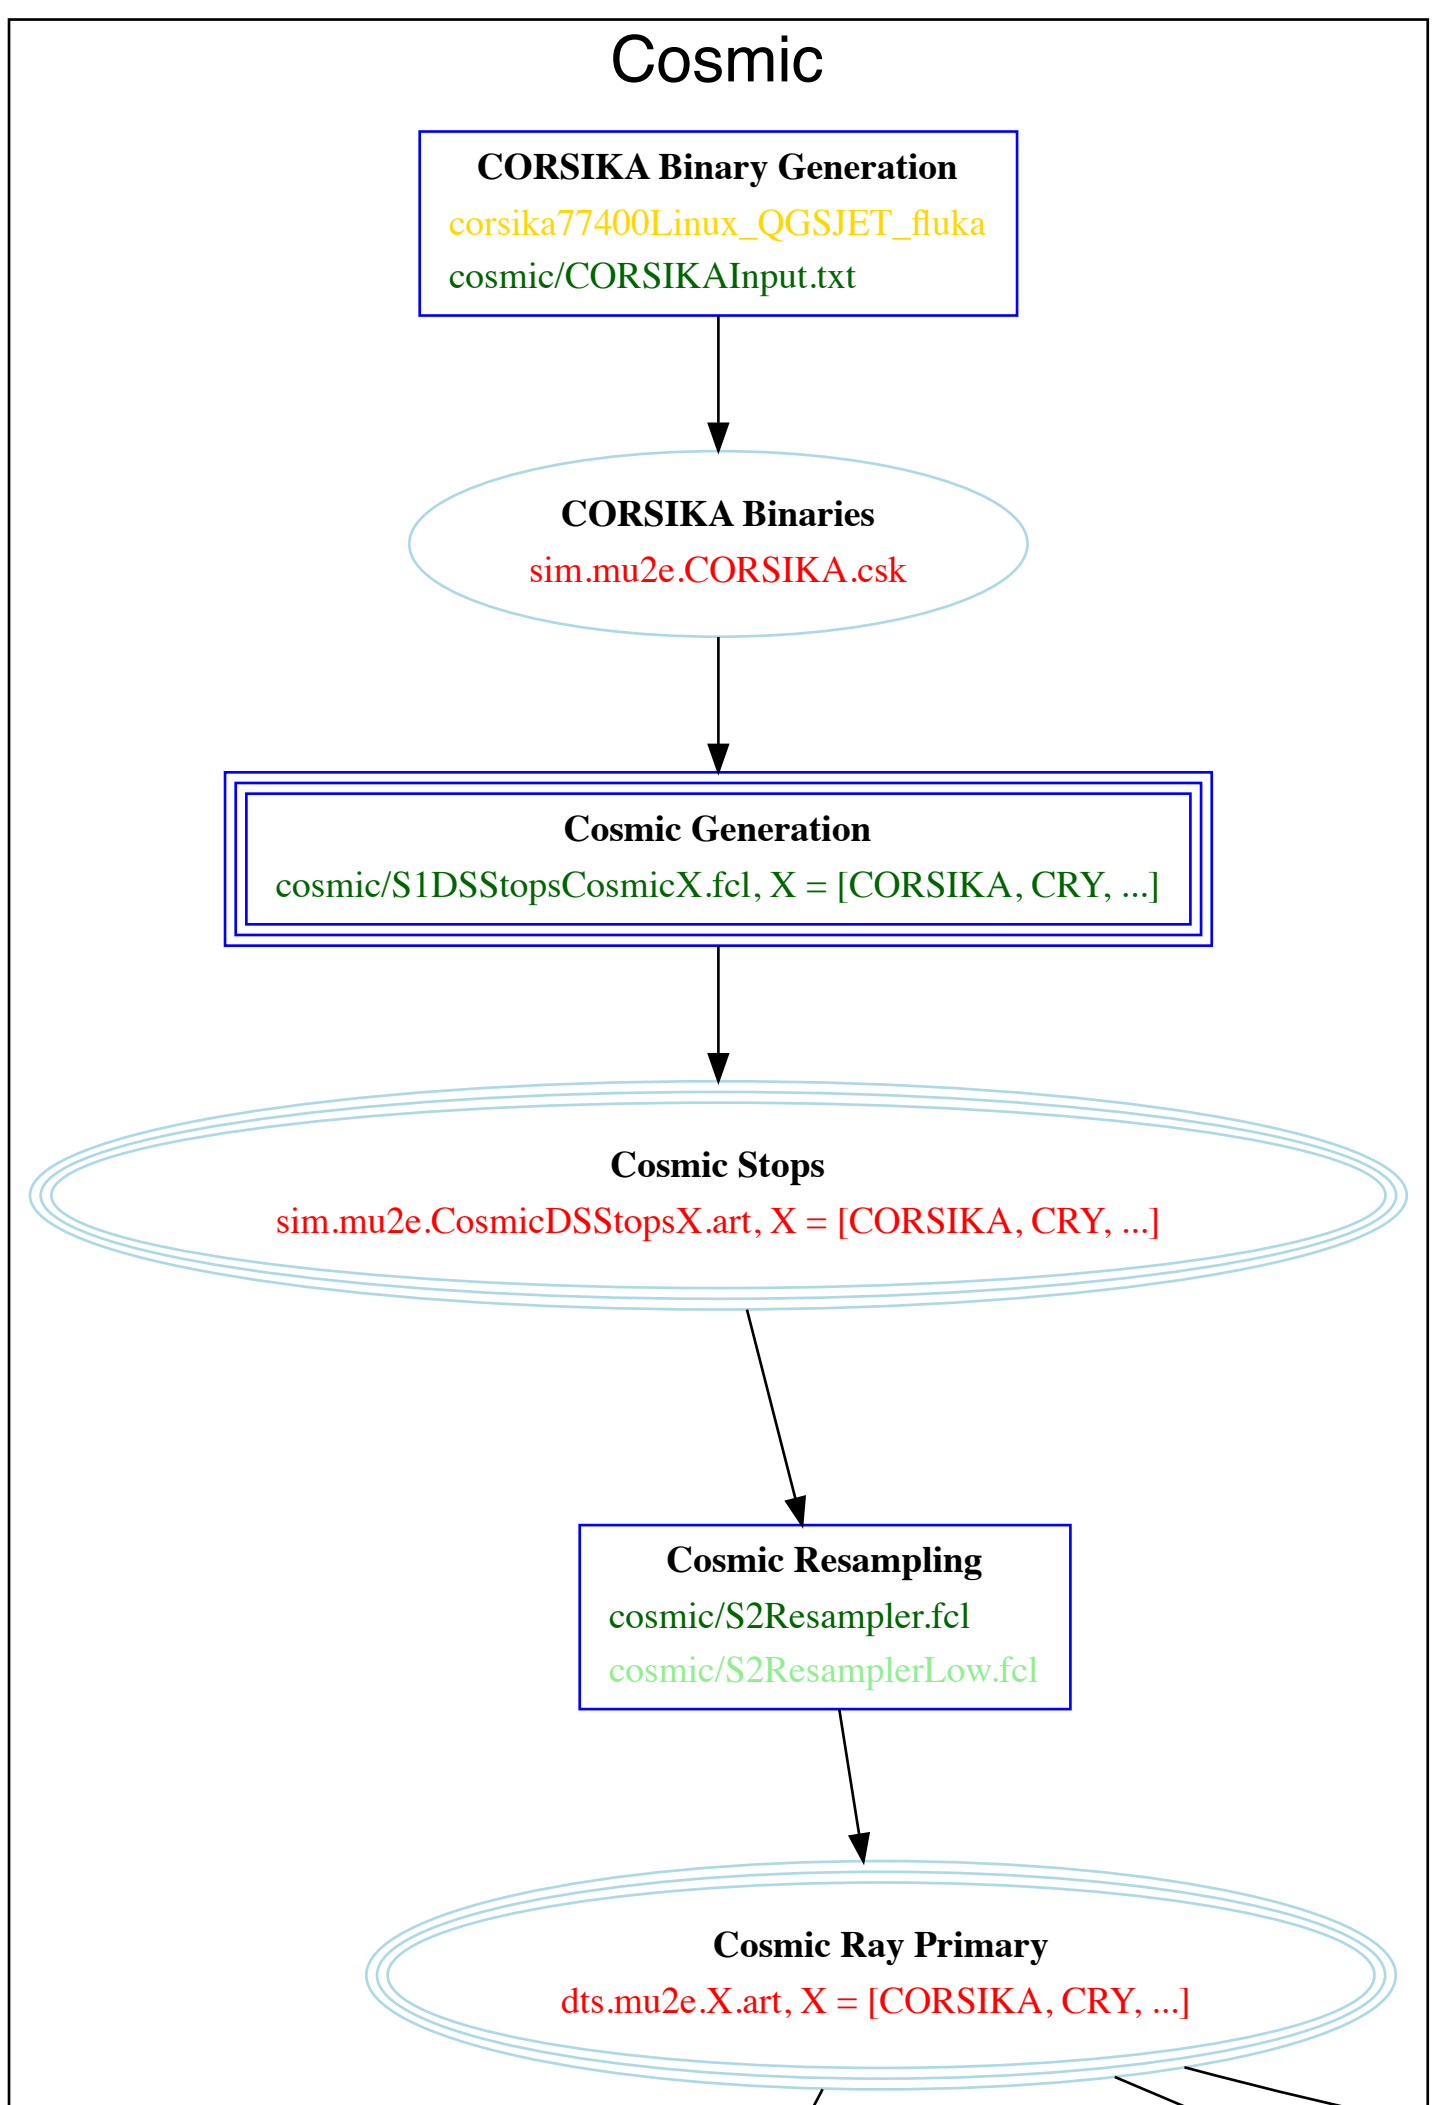 Cosmic
CORSIKA Binary Generation
corsika77400Linux_QGSJET_fluka
cosmic/CORSIKAInput.txt
CORSIKA Binaries
sim.mu2e.CORSIKA.csk
Cosmic Generation
cosmic/S1DSStopsCosmicX.fcl, X = [CORSIKA, CRY, ...]
Cosmic Stops
sim.mu2e.CosmicDSStopsX.art, X = [CORSIKA, CRY, ...]
Cosmic Resampling
cosmic/S2Resampler.fcl
cosmic/S2ResamplerLow.fcl
Cosmic Ray Primary
dts.mu2e.X.art, X = [CORSIKA, CRY, ...]